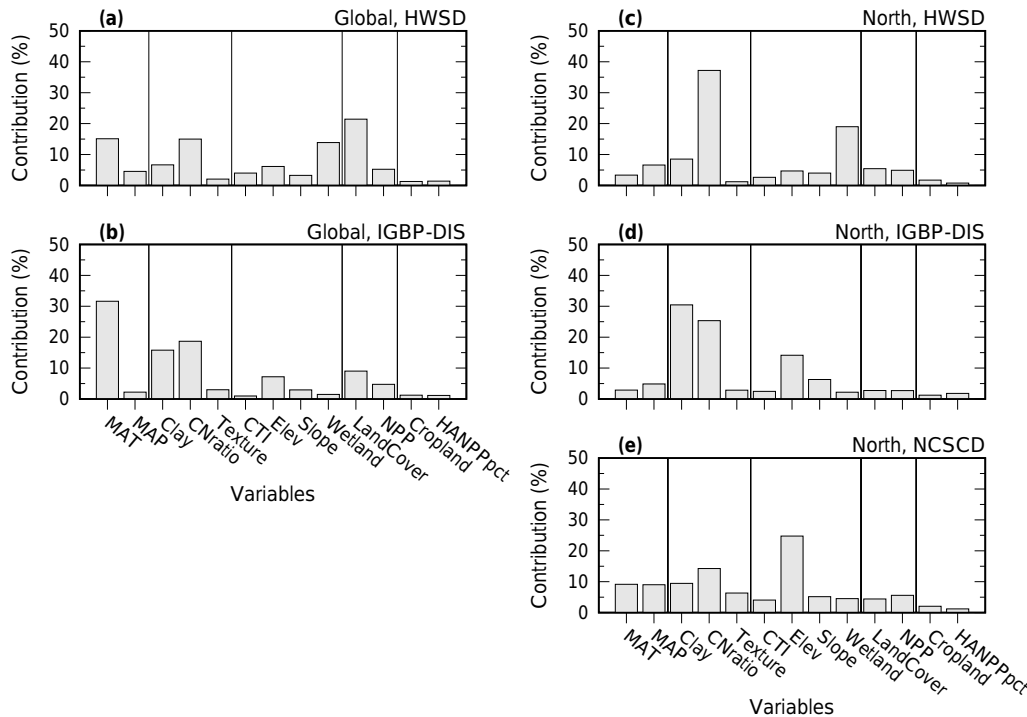 (a) Global, HWSD
50
40
30
20
10
0
Contribution (%)
(b) Global, IGBP-DIS
50
40
30
20
10
0
Contribution (%)
MAT
MAP
Clay
CNratio
Texture
CTI
Elev
Slope
Wetland
LandCover
NPP
Cropland
HANPPpct
Variables
(c) North, HWSD
50
40
30
20
10
0
Contribution (%)
(d) North, IGBP-DIS
50
40
30
20
10
0
Contribution (%)
(e) North, NCSCD
50
40
30
20
10
0
Contribution (%)
MAT
MAP
Clay
CNratio
Texture
CTI
Elev
Slope
Wetland
LandCover
NPP
Cropland
HANPPpct
Variables